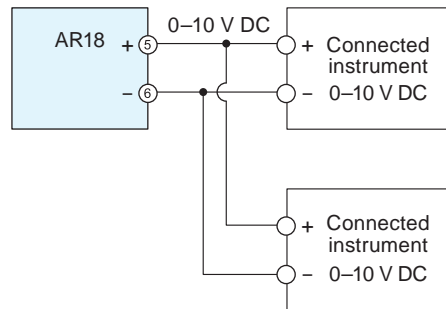 AR18
+ 5
0–10 V DC
– 6
+ Connected
instrument
– 0–10 V DC
+ Connected
instrument
– 0–10 V DC